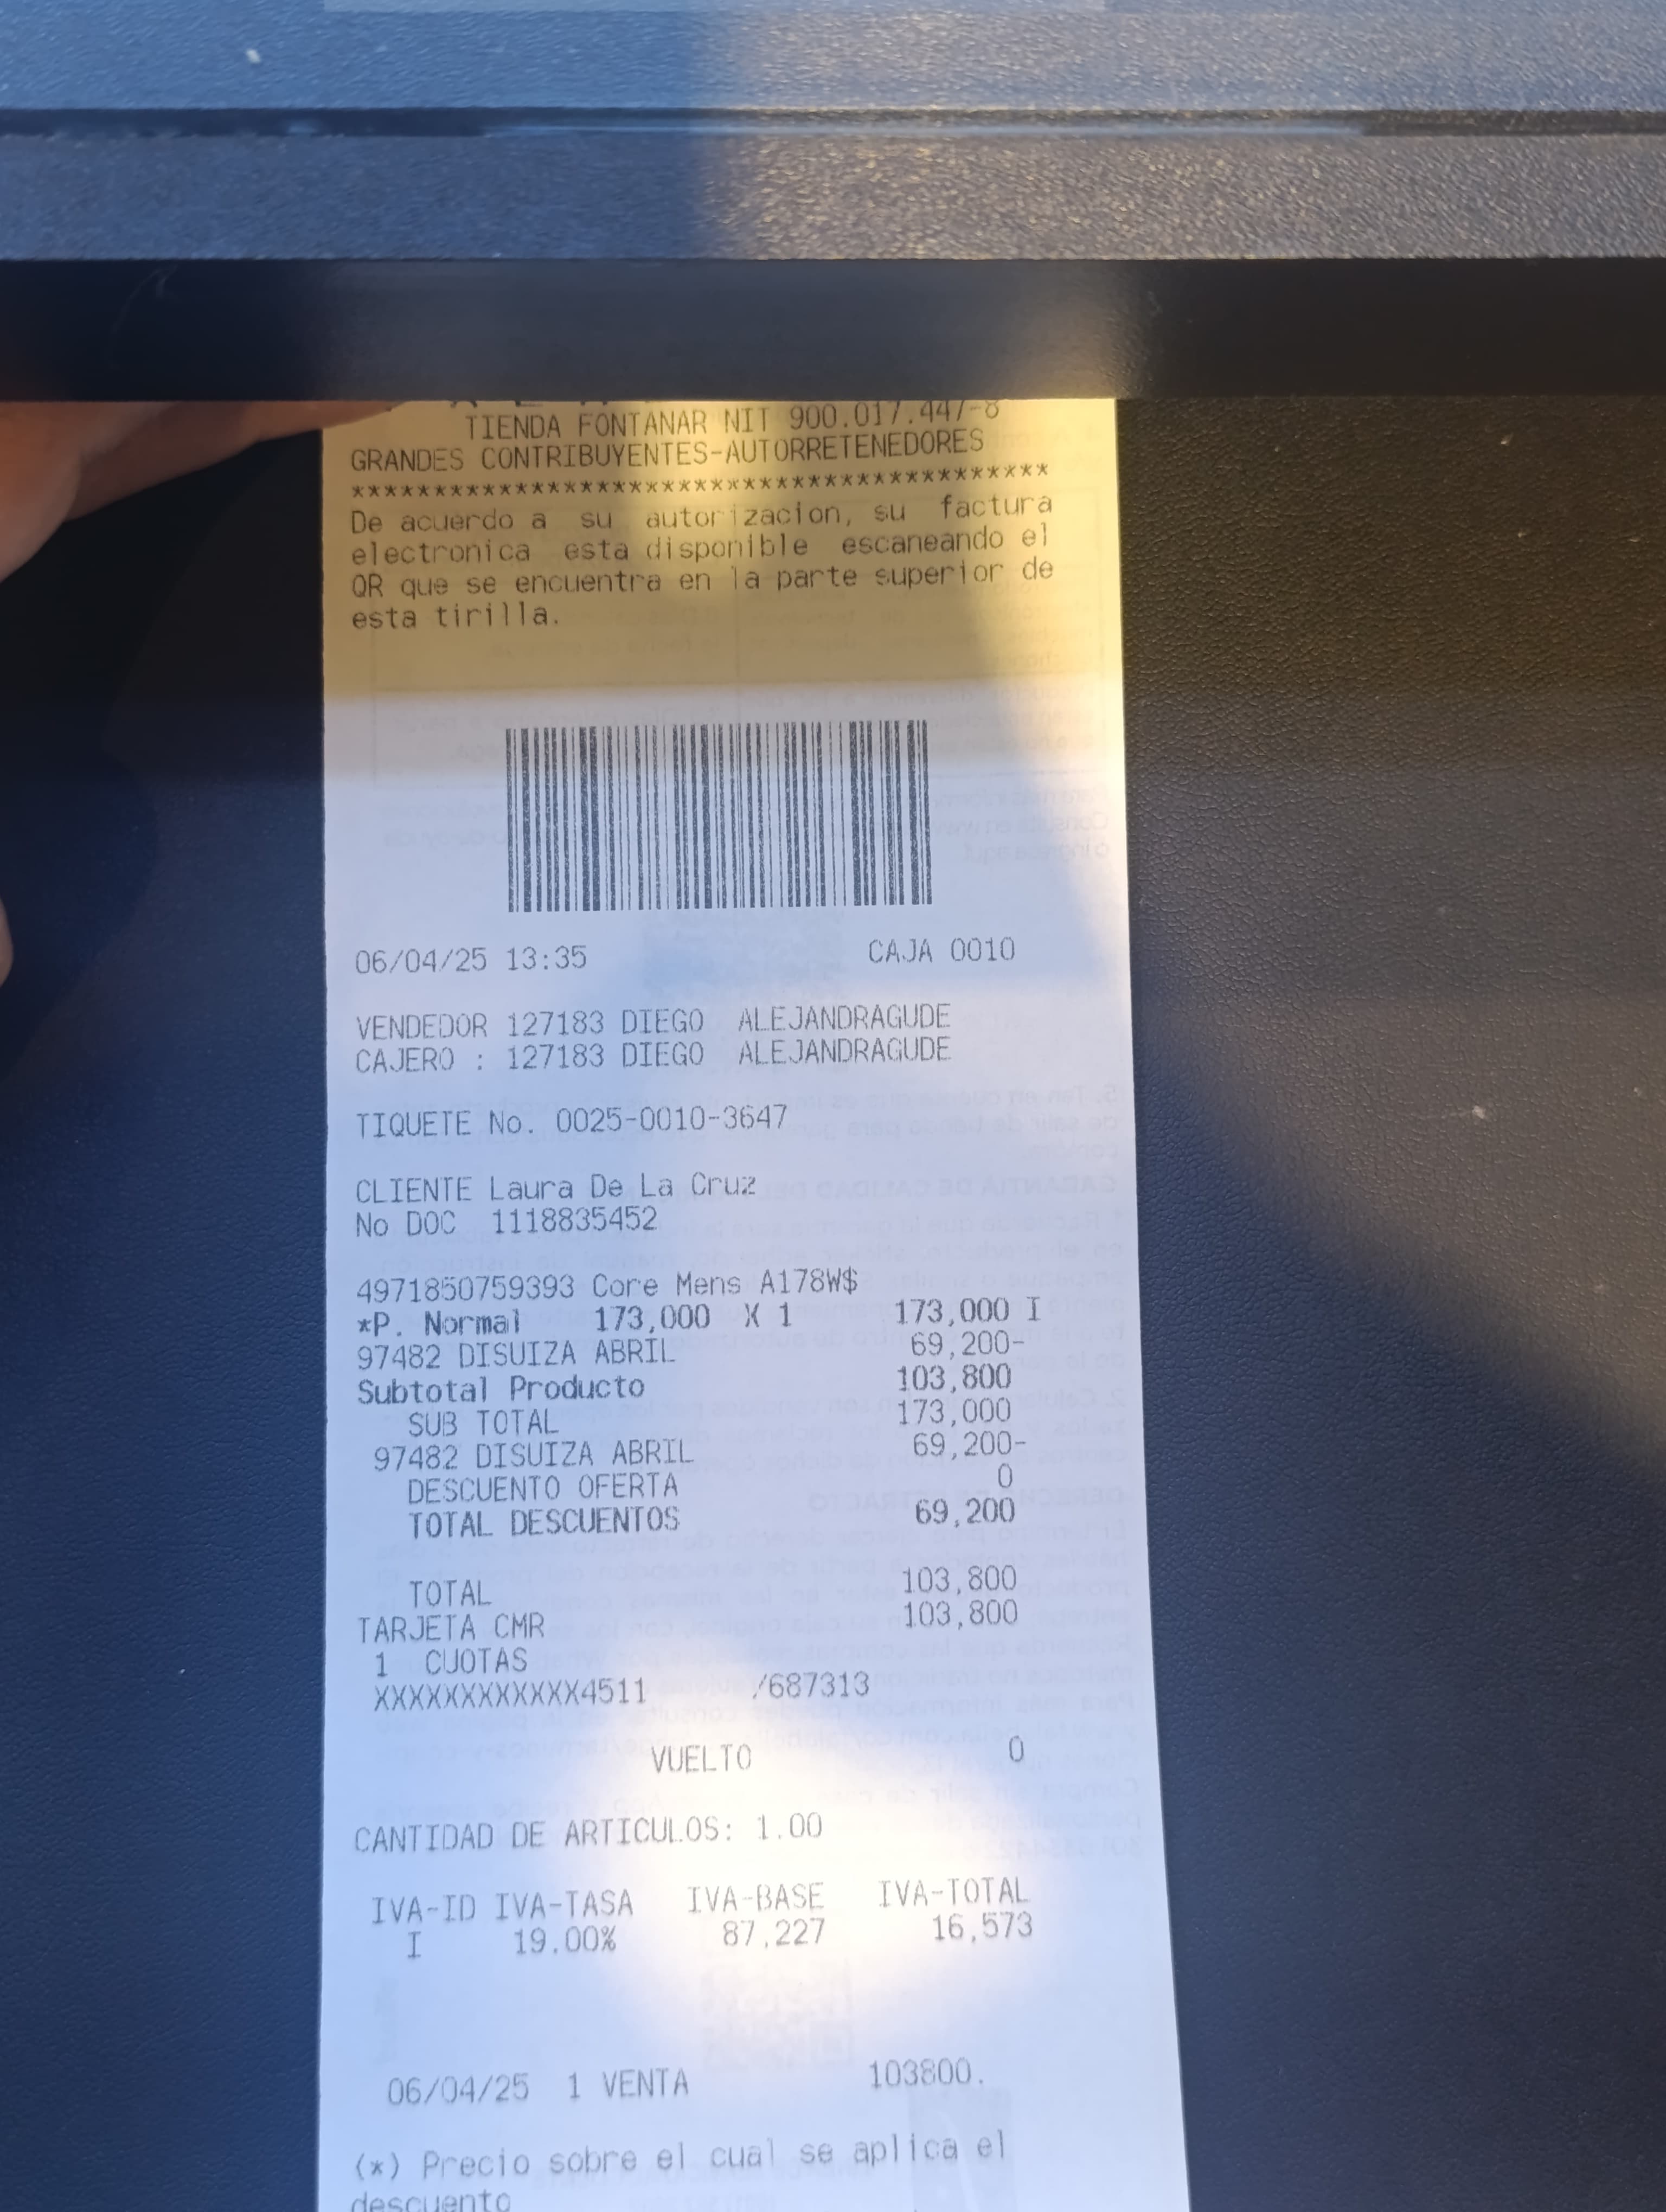 TIENDA FONTANAR NIT 900.017.447-8
GRANDES CONTRIBUYENTES-AUTORRETENEDORES
*******************************************
De acuerdo a su autorizacion, su factura
electronica esta disponible escaneando el
QR que se encuentra en la parte superior de
esta tirilla.
06/04/25 13:35 CAJA 0010
VENDEDOR 127183 DIEGO ALEJANDRAGUDE
CAJERO : 127183 DIEGO ALEJANDRAGUDE
TIQUETE No. 0025-0010-3647
CLIENTE Laura De La Cruz
No DOC 1118835452
4971850759393 Core Mens A178W$
*P. Normal 173,000 X 1 173,000 I
97482 DISUIZA ABRIL 69,200-
Subtotal Producto 103,800
SUB TOTAL 173,000
97482 DISUIZA ABRIL 69,200-
DESCUENTO OFERTA 0
TOTAL DESCUENTOS 69,200
TOTAL 103,800
TARJETA CMR 103,800
1 CUOTAS
XXXXXXXXXXXX4511 /687313
VUELTO 0
CANTIDAD DE ARTICULOS: 1.00
IVA-ID IVA-TASA IVA-BASE IVA-TOTAL
I 19.00% 87,227 16,573
06/04/25 1 VENTA 103800.
(*) Precio sobre el cual se aplica el
descuento